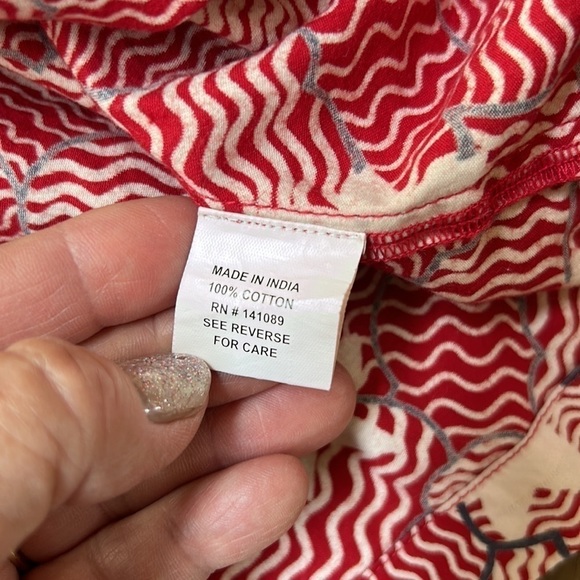 MADE IN INDIA
100% COTTON
RN # 141089
SEE REVERSE
FOR CARE